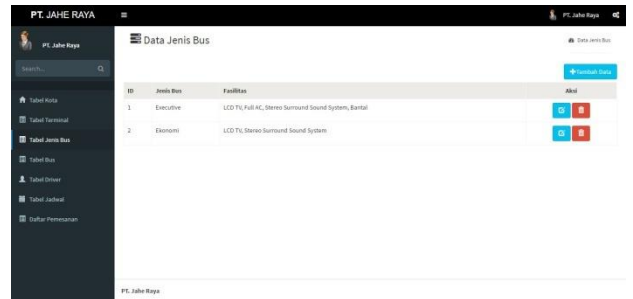 PT. JAHE RAYA
PT. Jahe Raya
PT. Jahe Raya
Data Jenis Bus
Data Jenis Bus
Search...
Tambah Data
ID Jenis Bus Fasilitas Aksi
1 Executive LCD TV, Full AC, Stereo Surround Sound System, Bantal
2 Ekonomi LCD TV, Stereo Surround Sound System
Tabel Kota
Tabel Terminal
Tabel Jenis Bus
Tabel Bus
Tabel Driver
Tabel Jadwal
Daftar Pemesanan
PT. Jahe Raya